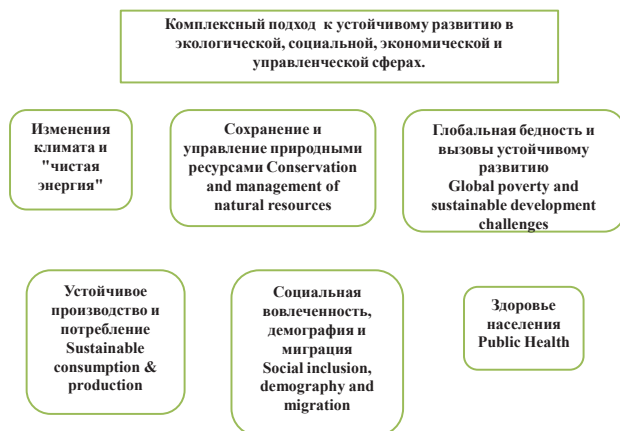 Комплексный подход к устойчивому развитию в
экологической, социальной, экономической и
управленческой сферах.
Изменения
климата и
"чистая
энергия"
Сохранение и
управление природными
ресурсами Conservation
and management of
natural resources
Глобальная бедность и
вызовы устойчивому
развитию
Global poverty and
sustainable development
challenges
Устойчивое
производство и
потребление
Sustainable
consumption &
production
Социальная
вовлеченность,
демография и
миграция
Social inclusion,
demography and
migration
Здоровье
населения
Public Health